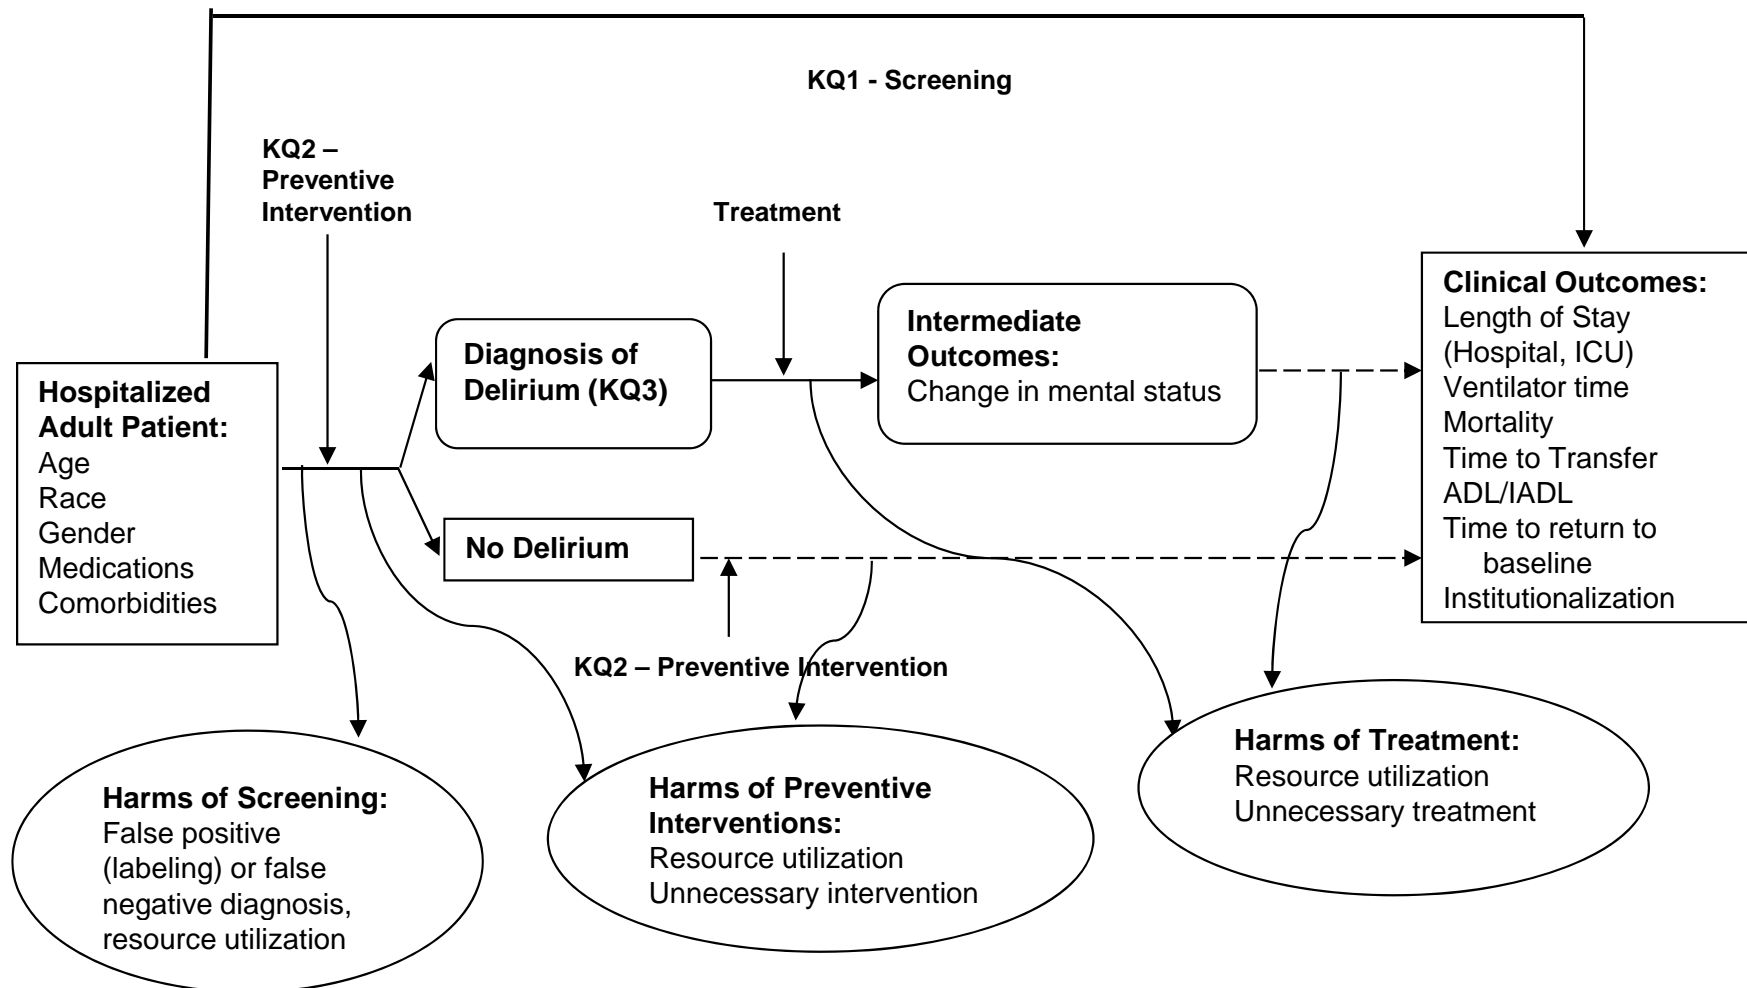 KQ1 - Screening
KQ2 –
Preventive
Intervention
Treatment
Hospitalized
Adult Patient:
Age
Race
Gender
Medications
Comorbidities
Diagnosis of
Delirium (KQ3)
No Delirium
Intermediate
Outcomes:
Change in mental status
Clinical Outcomes:
Length of Stay
(Hospital, ICU)
Ventilator time
Mortality
Time to Transfer
ADL/IADL
Time to return to
baseline
Institutionalization
KQ2 – Preventive Intervention
Harms of Screening:
False positive
(labeling) or false
negative diagnosis,
resource utilization
Harms of Preventive
Interventions:
Resource utilization
Unnecessary intervention
Harms of Treatment:
Resource utilization
Unnecessary treatment